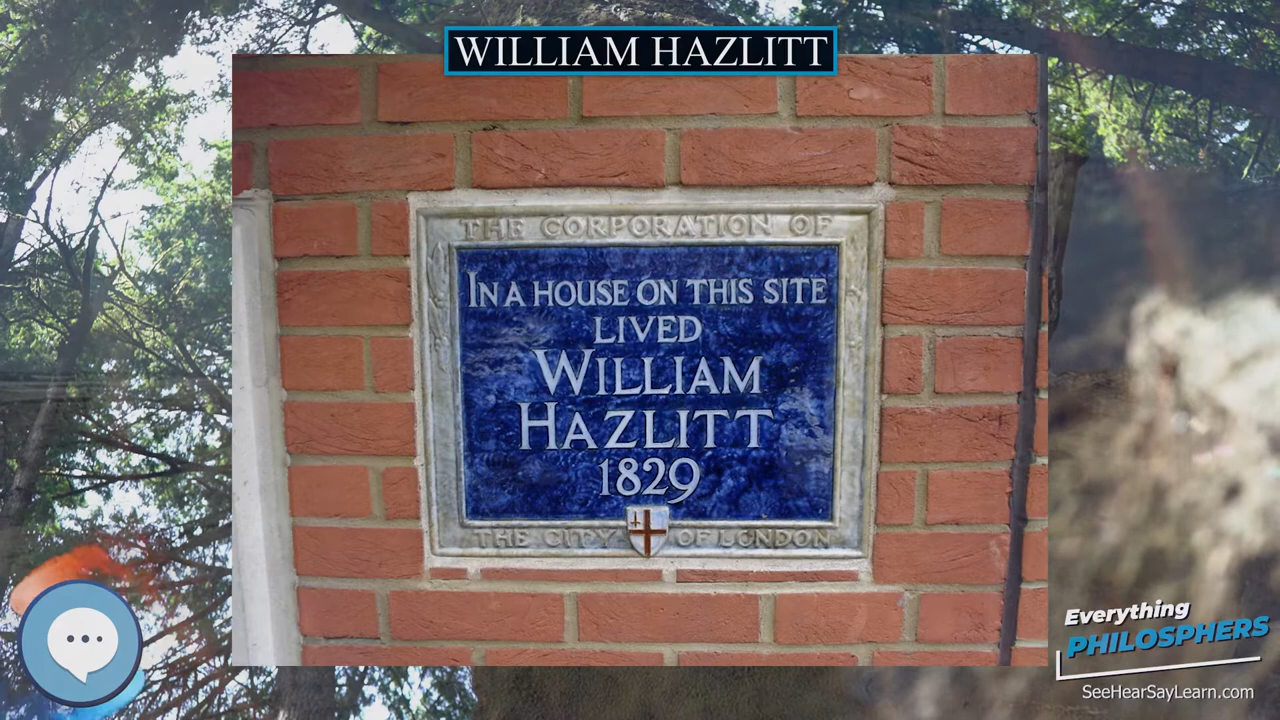 WILLIAM HAZLITT
THE CORPORATION OF
IN A HOUSE ON THIS SITE
LIVED
WILLIAM
HAZLITT
1829
THE CITY OF LONDON
Everything
PHILOSPHERS
SeeHearSayLearn.com